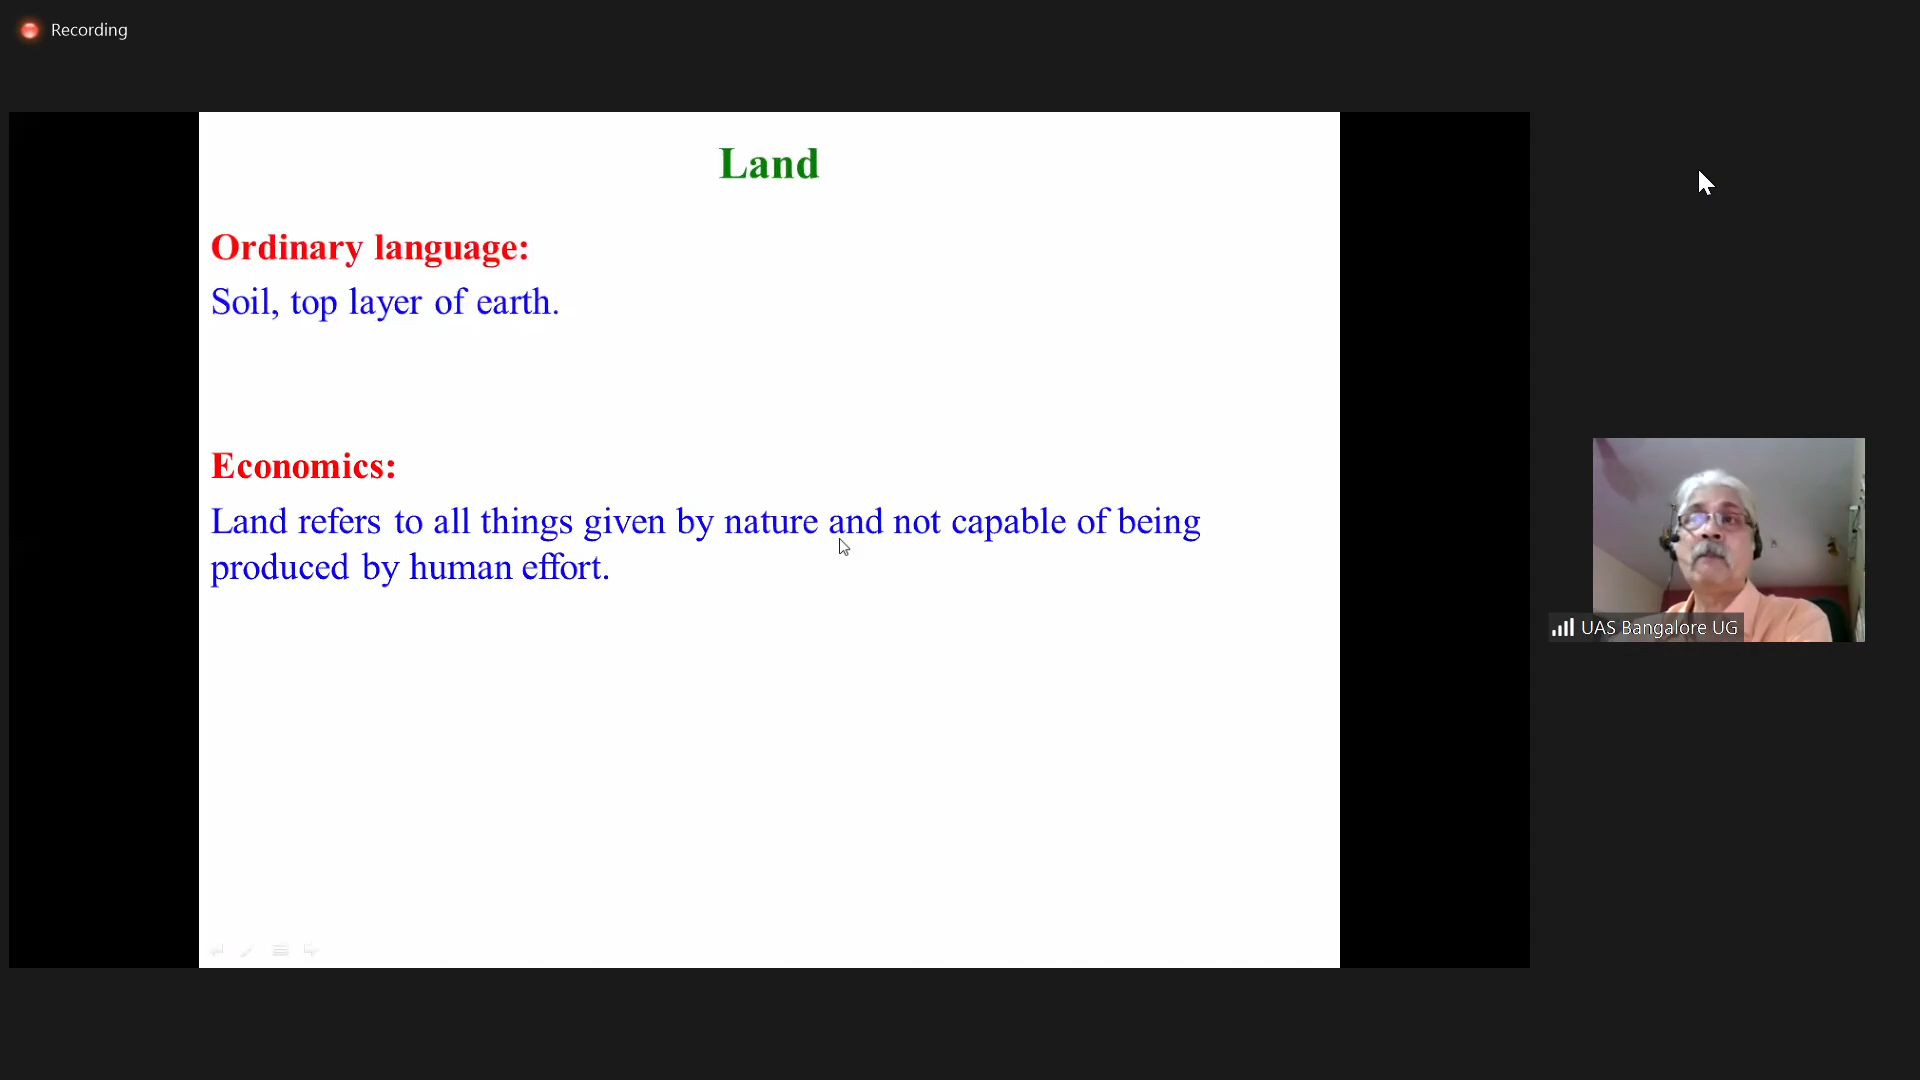 Recording
Land
Ordinary language:
Soil, top layer of earth.
Economics:
Land refers to all things given by nature and not capable of being
produced by human effort.
UAS Bangalore UG